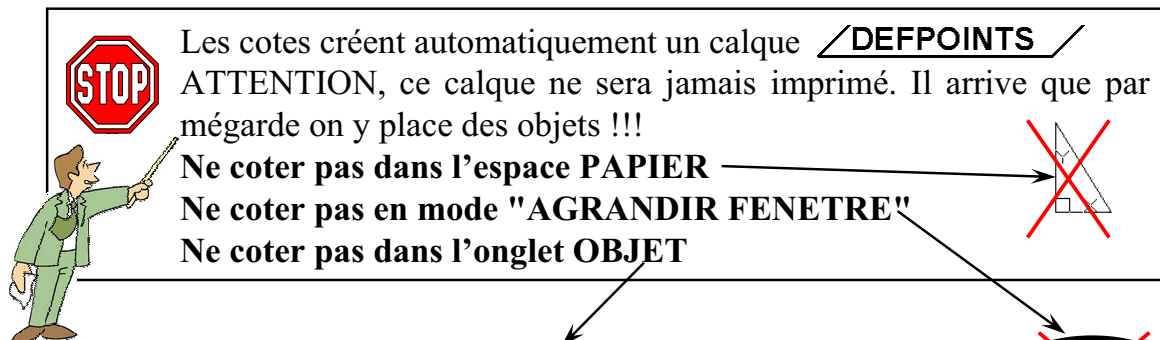 STOP
Les cotes créent automatiquement un calque DEFPOINTS
ATTENTION, ce calque ne sera jamais imprimé. Il arrive que par
mégarde on y place des objets !!!
Ne coter pas dans l’espace PAPIER
Ne coter pas en mode "AGRANDIR FENETRE"
Ne coter pas dans l’onglet OBJET
Y
X